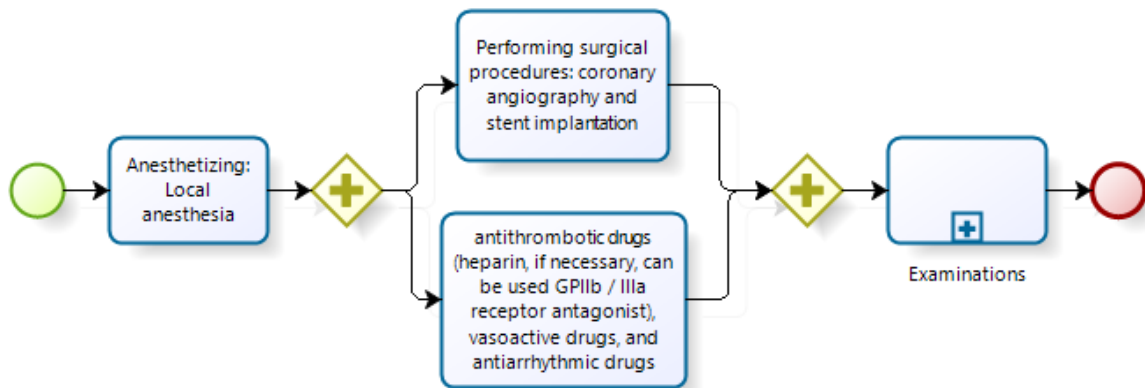 Performing surgical
procedures: coronary
angiography and
stent implantation
Anesthetizing:
Local
anesthesia
antithrombotic drugs
(heparin, if necessary, can
be used GPIIb / IIIa
receptor antagonist),
vasoactive drugs, and
antiarrhythmic drugs
Examinations